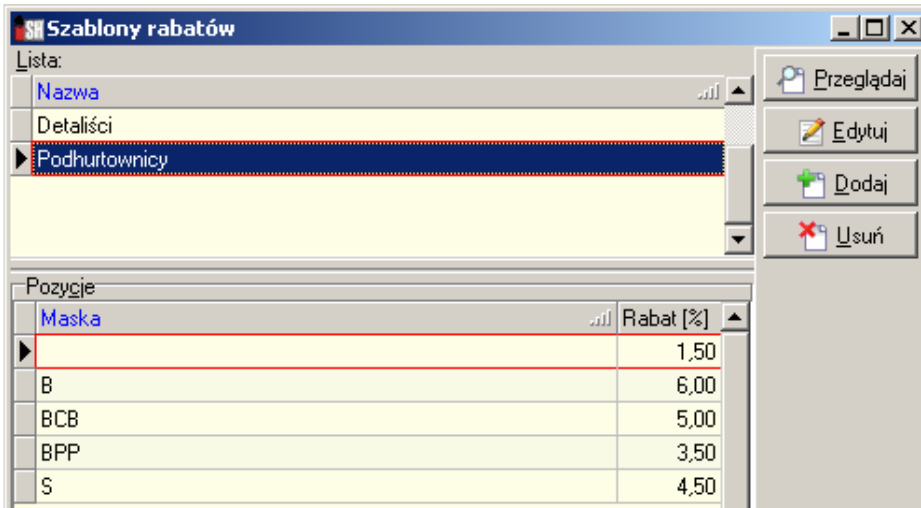 SH Szablony rabatów
Lista:
Nazwa
Detaliści
Podhurtownicy
Przeglądaj
Edytuj
Dodaj
Usuń
Pozycje
Maska Rabat [%]
1,50
B 6,00
BCB 5,00
BPP 3,50
S 4,50